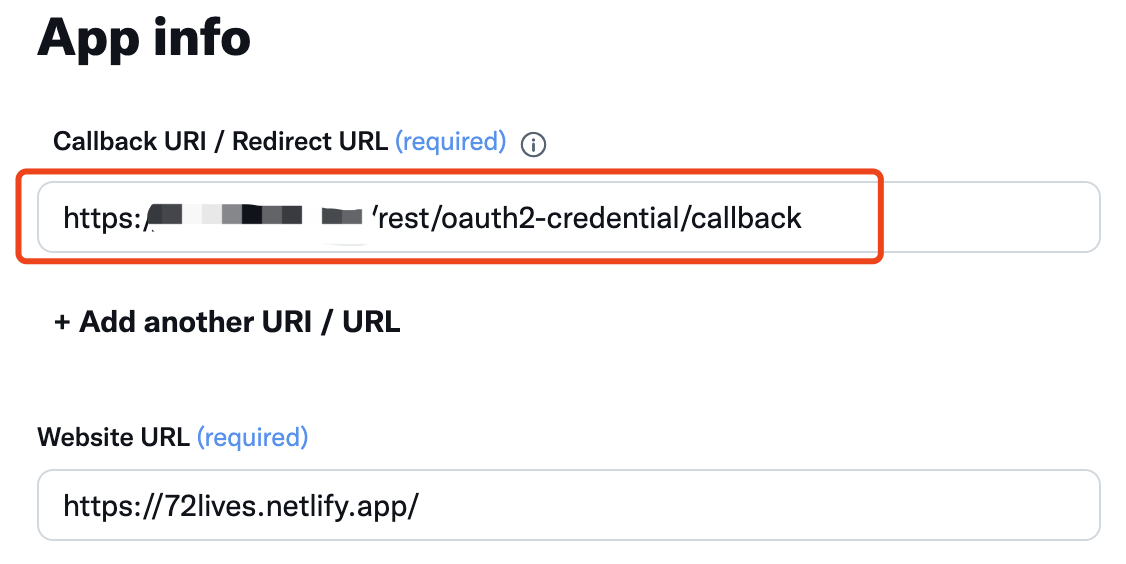 App info
Callback URI / Redirect URL (required)
https:/ /rest/oauth2-credential/callback
+ Add another URI / URL
Website URL (required)
https://72lives.netlify.app/